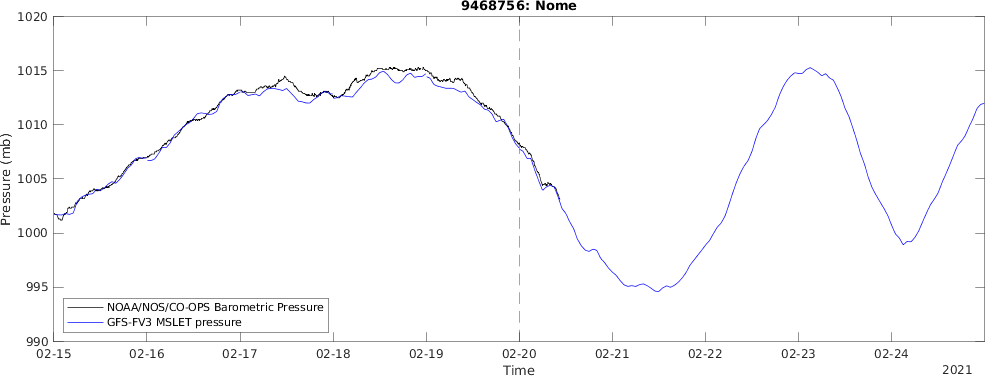 9468756: Nome
1020
1015
1010
1005
1000
995
990
Pressure (mb)
NOAA/NOS/CO-OPS Barometric Pressure
GFS-FV3 MSLET pressure
02-15 02-16 02-17 02-18 02-19 02-20 02-21 02-22 02-23 02-24
Time
2021